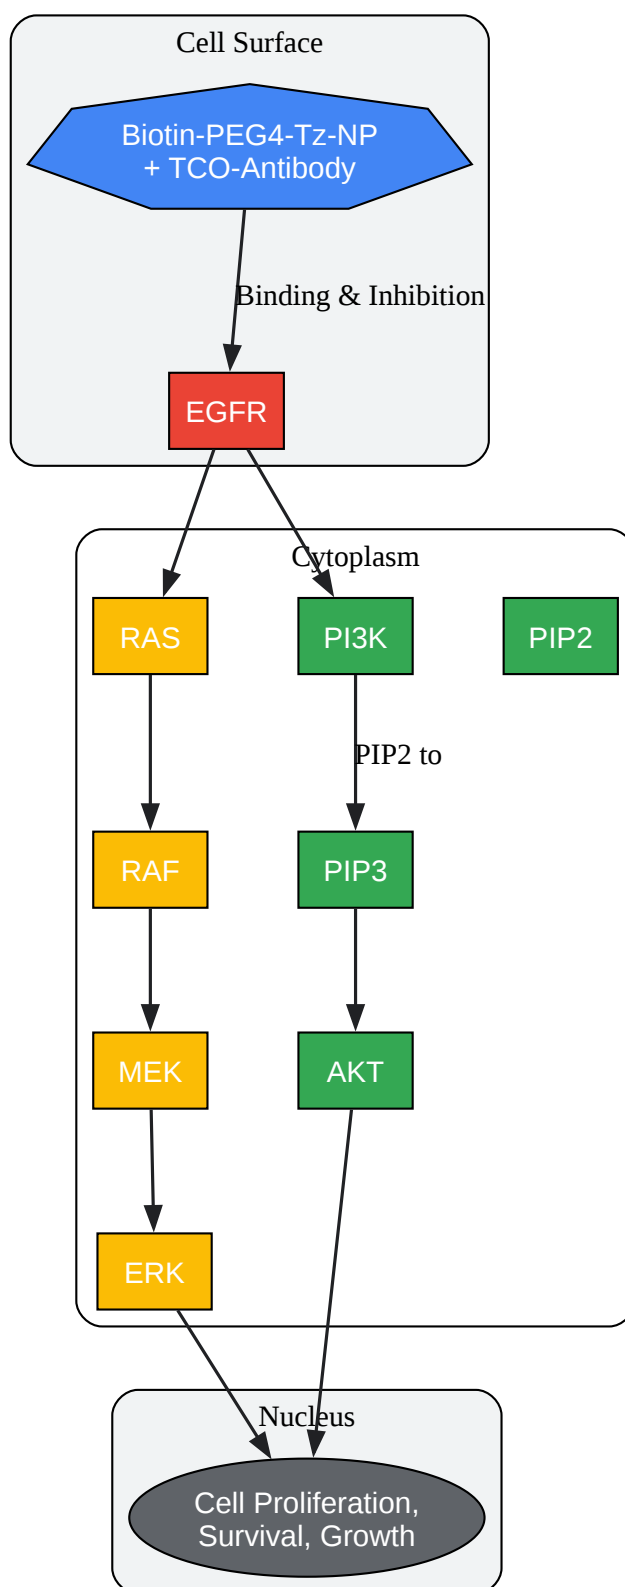 Cell Surface
Biotin-PEG4-Tz-NP
+ TCO-Antibody
Binding & Inhibition
EGFR
Cytoplasm
RAS
PI3K
PIP2
PIP2 to
RAF
PIP3
MEK
AKT
ERK
Nucleus
Cell Proliferation,
Survival, Growth